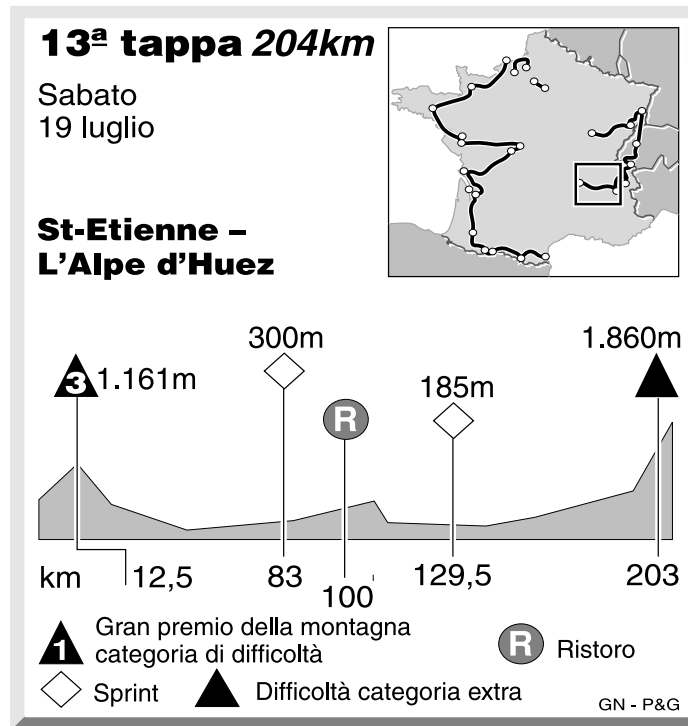 13ª tappa 204km
Sabato
19 luglio
St-Etienne –
L'Alpe d'Huez
300m
1.860m
3 1.161m
185m
R
km 12,5 83 100 129,5 203
1 Gran premio della montagna
categoria di difficoltà
R Ristoro
Sprint
Difficoltà categoria extra
GN - P&G